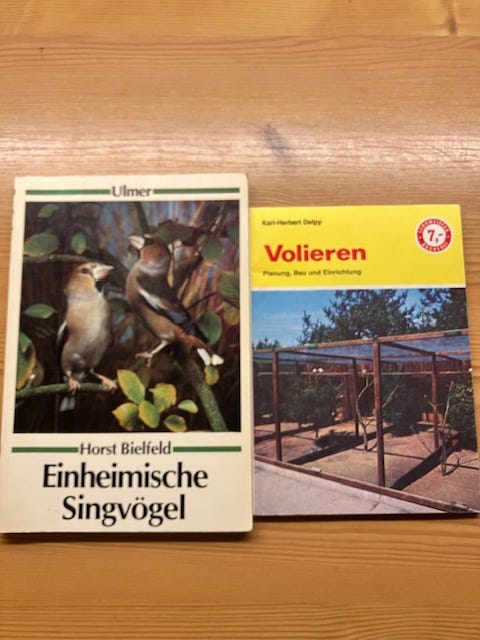 Ulmer
Horst Bielfeld
Einheimische
Singvögel
Karl-Herbert Delpy
Volieren
Planung, Bau und Einrichtung
7,-